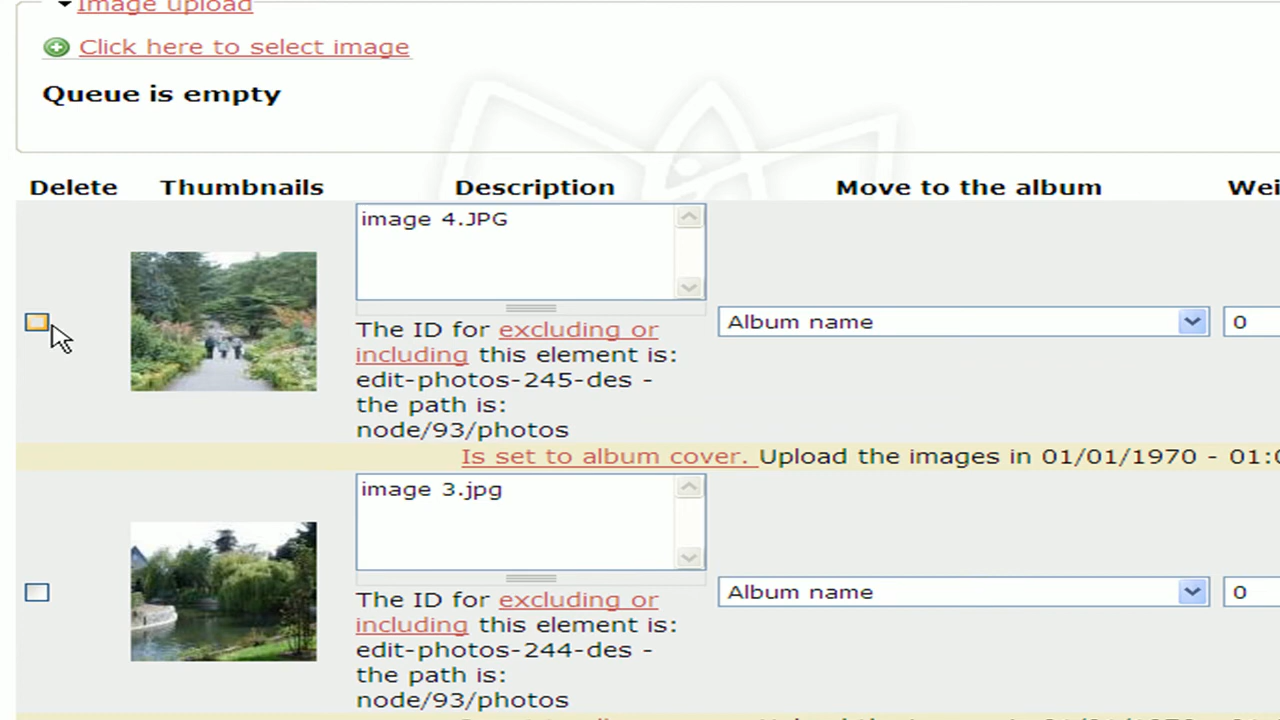 Image upload
Click here to select image
Queue is empty
Delete Thumbnails Description Move to the album
image 4.JPG
Album name 0
The ID for excluding or
including this element is:
edit-photos-245-des -
the path is:
node/93/photos
Is set to album cover. Upload the images in 01/01/1970 -
image 3.jpg
Album name 0
The ID for excluding or
including this element is:
edit-photos-244-des -
the path is:
node/93/photos